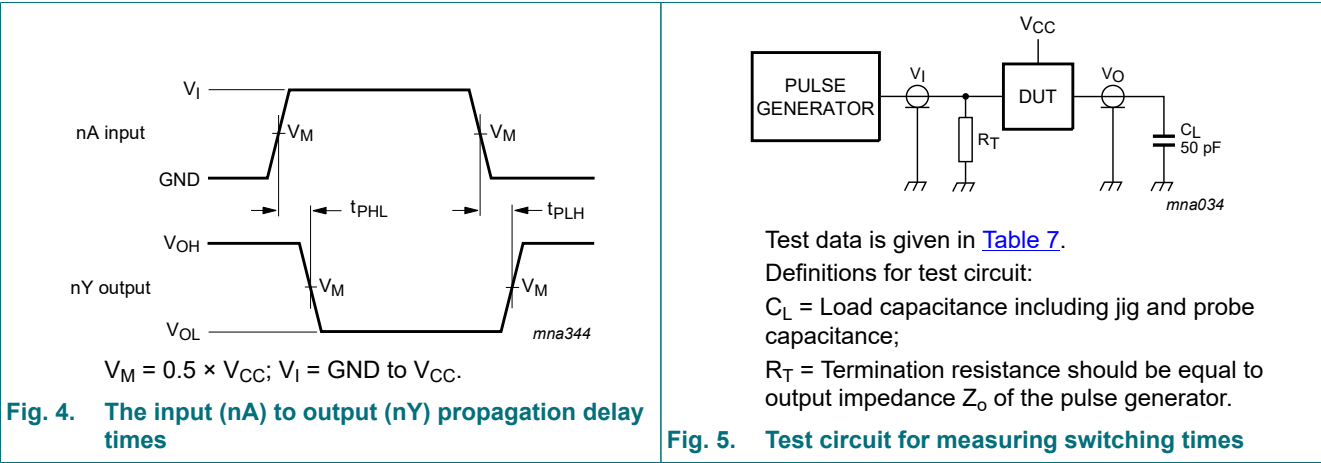 V_I
nA input
V_M
V_M
GND
t_PHL
t_PLH
V_OH
nY output
V_M
V_M
V_OL
mna344
V_M = 0.5 × V_CC; V_I = GND to V_CC.
Fig. 4. The input (nA) to output (nY) propagation delay
times
V_CC
PULSE
GENERATOR
V_I
DUT
V_O
R_T
C_L
50 pF
mna034
Test data is given in Table 7.
Definitions for test circuit:
C_L = Load capacitance including jig and probe
capacitance;
R_T = Termination resistance should be equal to
output impedance Z_o of the pulse generator.
Fig. 5. Test circuit for measuring switching times